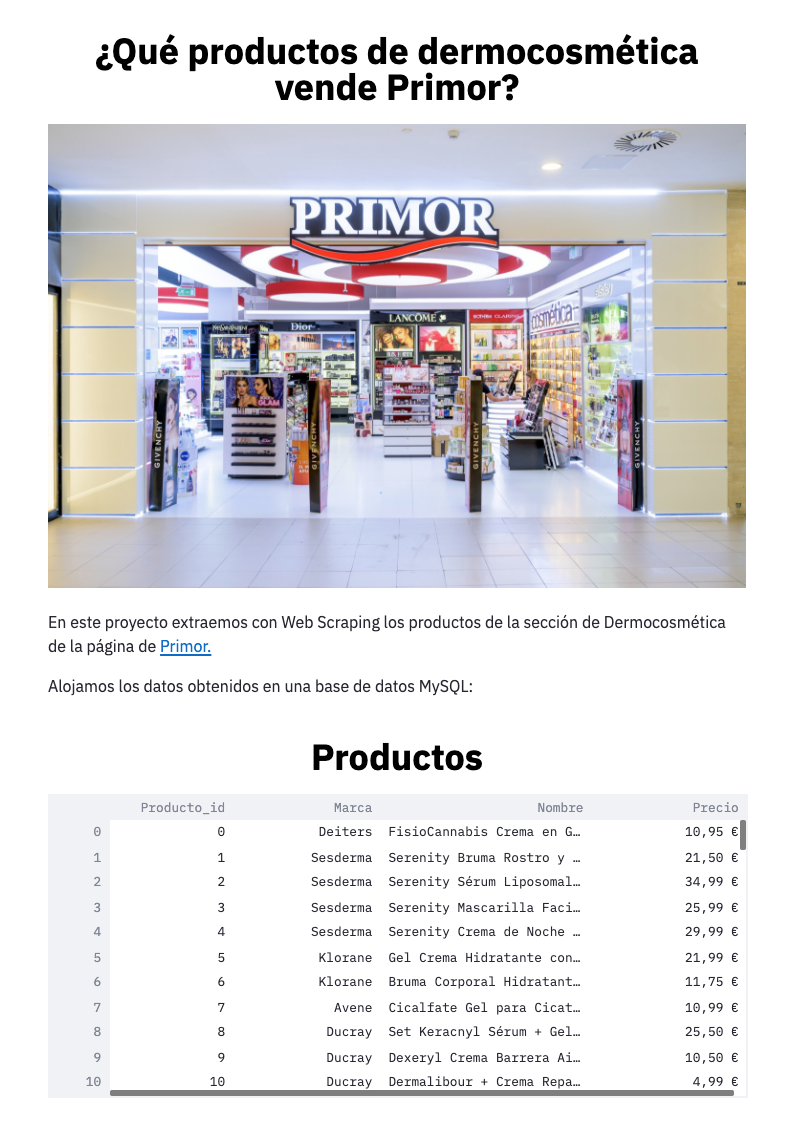 ¿Qué productos de dermocosmética
vende Primor?
PRIMOR
LANCÔME
Dior
CLARINS
cosmética
GLAM
GIVENCHY
GIVENCHY
GIVENCHY
GIVENCHY
En este proyecto extraemos con Web Scraping los productos de la sección de Dermocosmética
de la página de Primor.
Alojamos los datos obtenidos en una base de datos MySQL:
Productos
Producto_id Marca Nombre Precio
0 0 Deiters FisioCannabis Crema en G… 10,95 €
1 1 Sesderma Serenity Bruma Rostro y … 21,50 €
2 2 Sesderma Serenity Sérum Liposomal… 34,99 €
3 3 Sesderma Serenity Mascarilla Faci… 25,99 €
4 4 Sesderma Serenity Crema de Noche … 29,99 €
5 5 Klorane Gel Crema Hidratante con… 21,99 €
6 6 Klorane Bruma Corporal Hidratant… 11,75 €
7 7 Avene Cicalfate Gel para Cicat… 10,99 €
8 8 Ducray Set Keracnyl Sérum + Gel… 25,50 €
9 9 Ducray Dexeryl Crema Barrera Ai… 10,50 €
10 10 Ducray Dermalibour + Crema Repa… 4,99 €